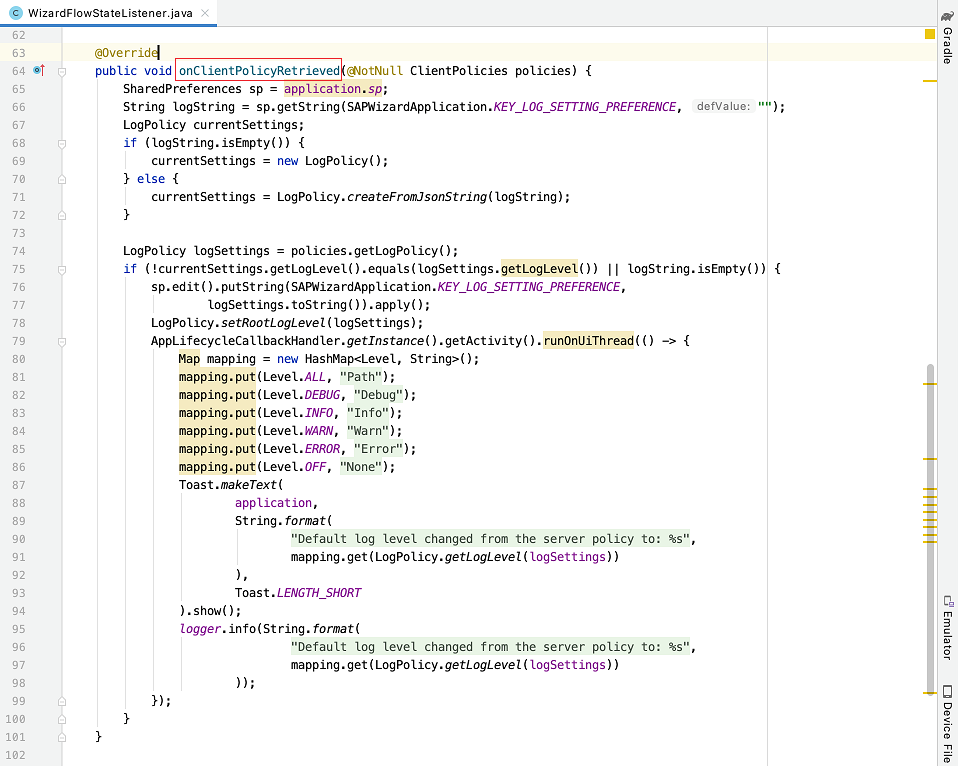 C WizardFlowStateListener.java
62
63 @Override
64 public void onClientPolicyRetrieved(@NotNull ClientPolicies policies) {
65 SharedPreferences sp = application.sp;
66 String logString = sp.getString(SAPWizardApplication.KEY_LOG_SETTING_PREFERENCE, defValue: "");
67 LogPolicy currentSettings;
68 if (logString.isEmpty()) {
69 currentSettings = new LogPolicy();
70 } else {
71 currentSettings = LogPolicy.createFromJsonString(logString);
72 }
73
74 LogPolicy logSettings = policies.getLogPolicy();
75 if (!currentSettings.getLogLevel().equals(logSettings.getLogLevel()) || logString.isEmpty()) {
76 sp.edit().putString(SAPWizardApplication.KEY_LOG_SETTING_PREFERENCE,
77 logSettings.toString()).apply();
78 LogPolicy.setRootLogLevel(logSettings);
79 AppLifecycleCallbackHandler.getInstance().getActivity().runOnUiThread(() -> {
80 Map mapping = new HashMap<Level, String>();
81 mapping.put(Level.ALL, "Path");
82 mapping.put(Level.DEBUG, "Debug");
83 mapping.put(Level.INFO, "Info");
84 mapping.put(Level.WARN, "Warn");
85 mapping.put(Level.ERROR, "Error");
86 mapping.put(Level.OFF, "None");
87 Toast.makeText(
88 application,
89 String.format(
90 "Default log level changed from the server policy to: %s",
91 mapping.get(LogPolicy.getLogLevel(logSettings))
92 ),
93 Toast.LENGTH_SHORT
94 ).show();
95 logger.info(String.format(
96 "Default log level changed from the server policy to: %s",
97 mapping.get(LogPolicy.getLogLevel(logSettings))
98 ));
99 });
100 }
101 }
102
Gradle
Emulator
Device File